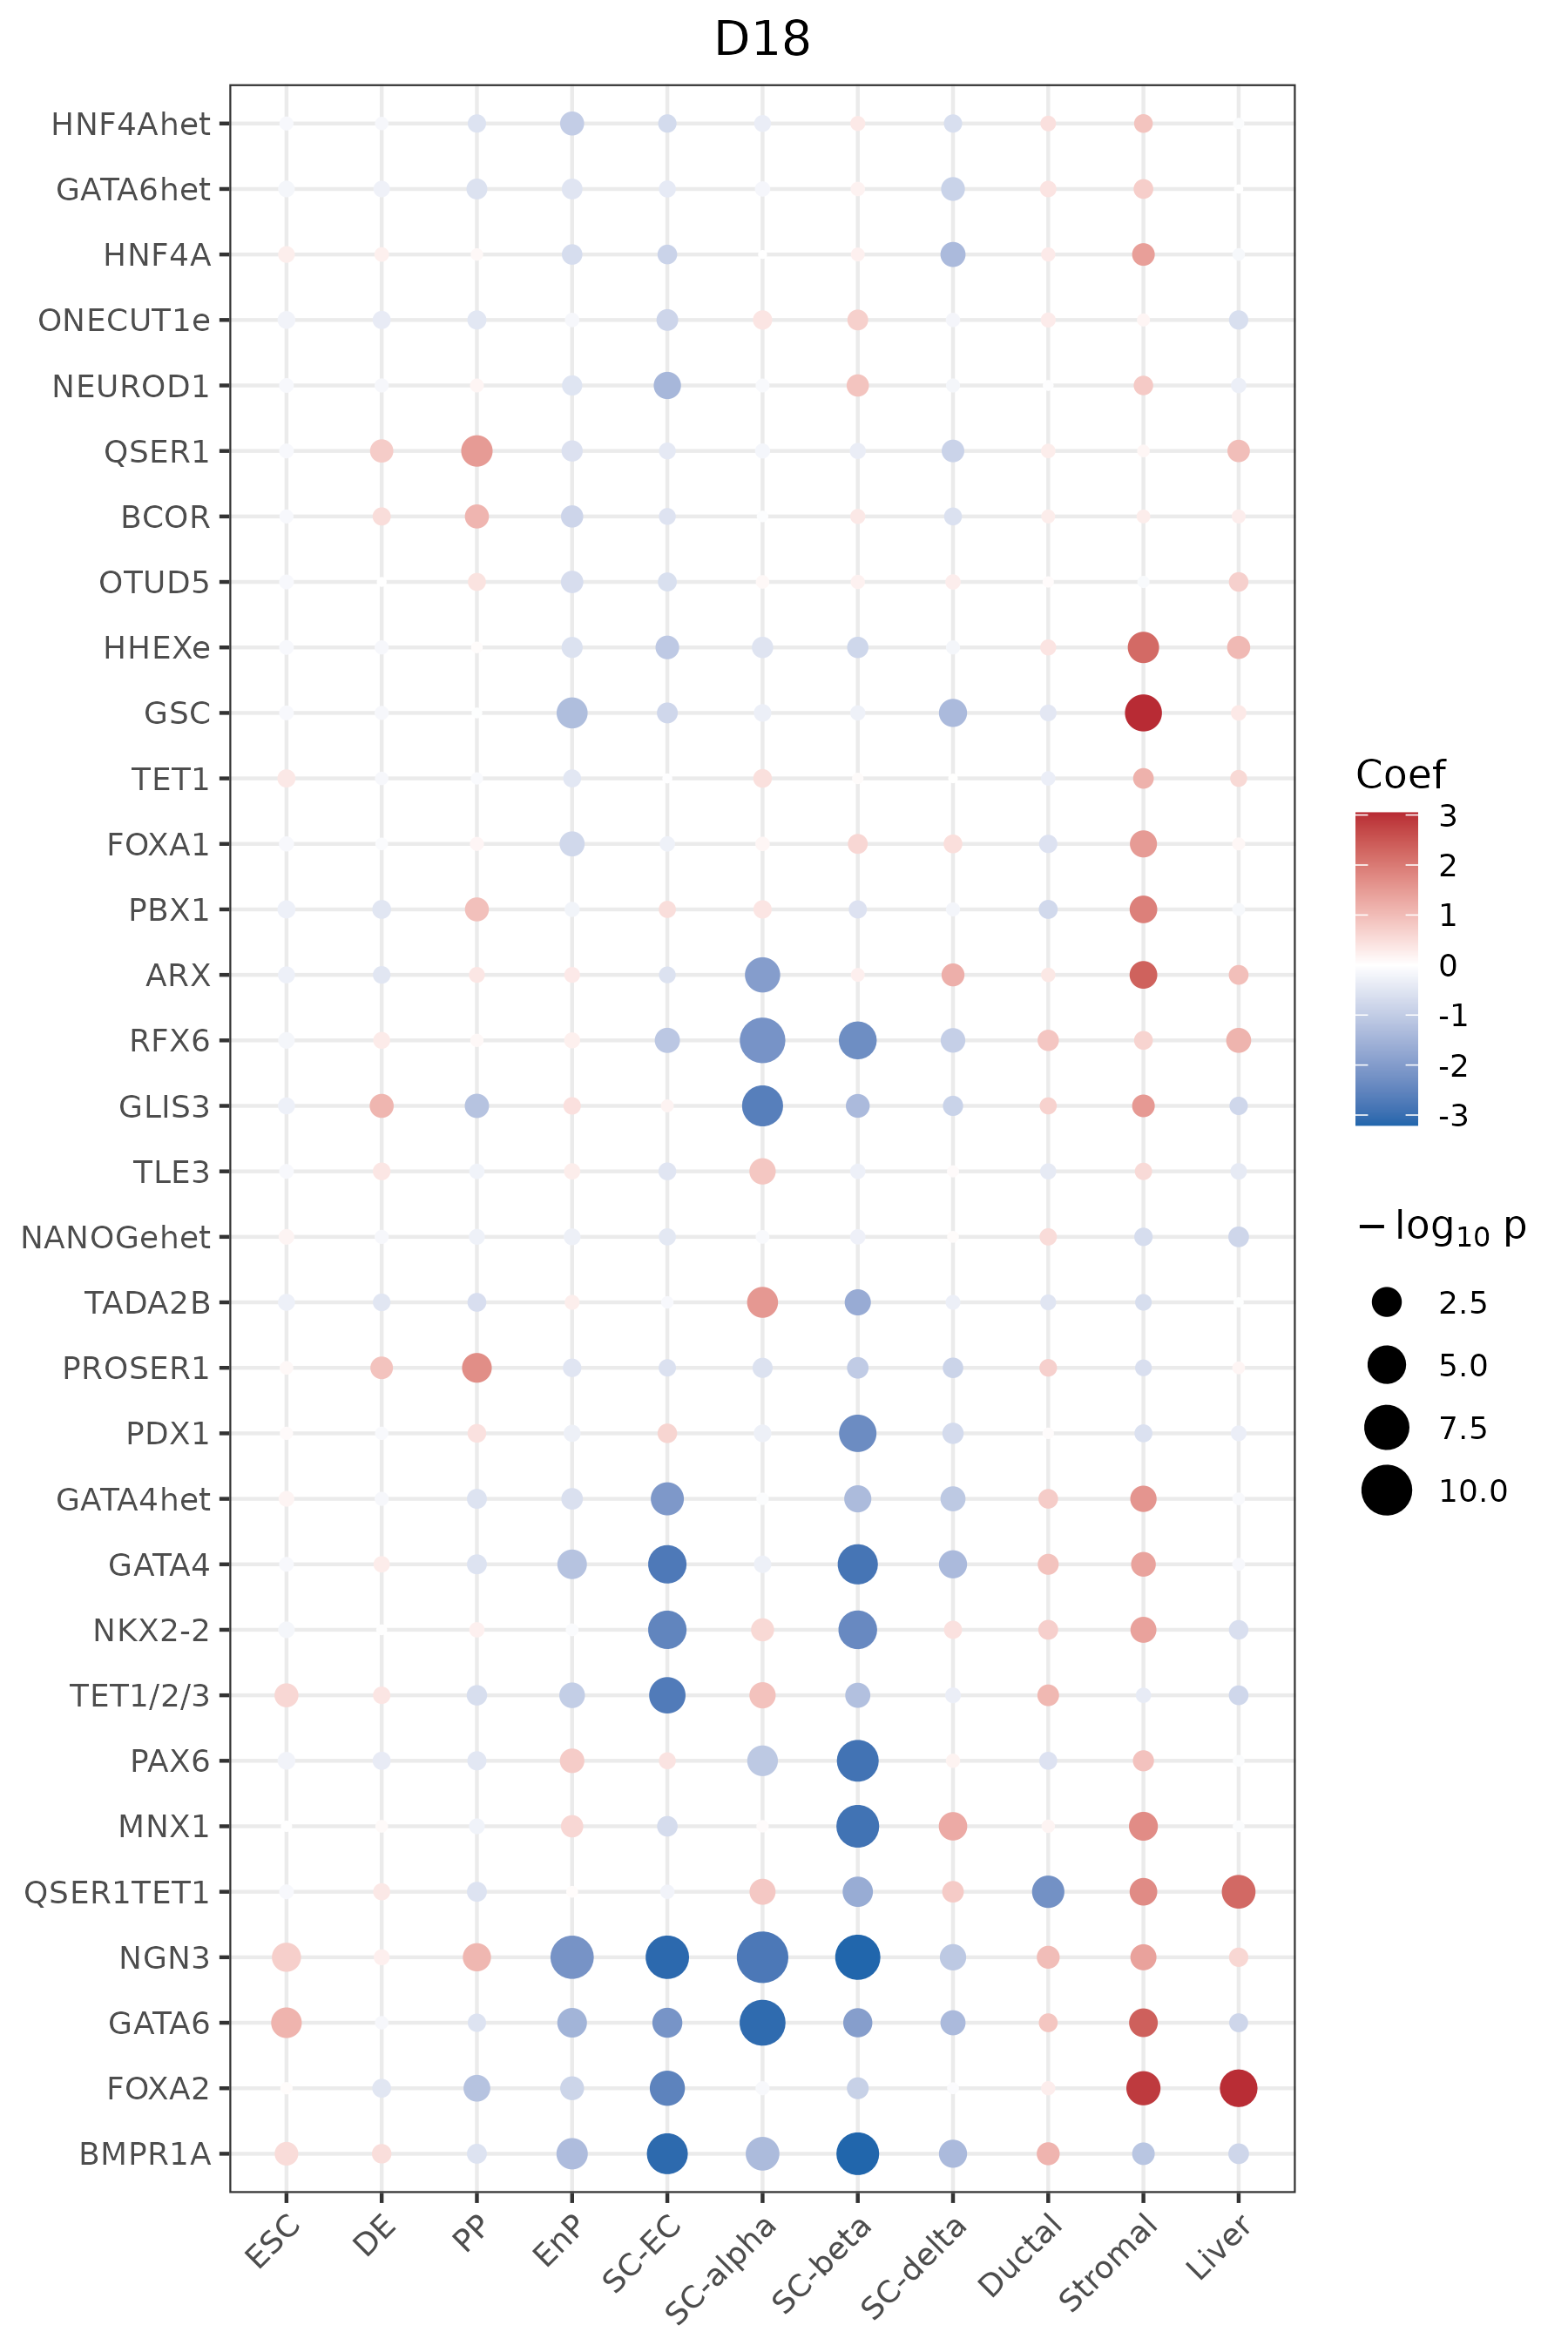 D18
HNF4Ahet
GATA6het
HNF4A
ONECUT1e
NEUROD1
QSER1
BCOR
OTUD5
HHEXe
GSC
TET1
FOXA1
PBX1
ARX
RFX6
GLIS3
TLE3
NANOGehet
TADA2B
PROSER1
PDX1
GATA4het
GATA4
NKX2-2
TET1/2/3
PAX6
MNX1
QSER1TET1
NGN3
GATA6
FOXA2
BMPR1A
ESC
DE
PP
EnP
SC-EC
SC-alpha
SC-beta
SC-delta
Ductal
Stromal
Liver
Coef
3
2
1
0
-1
-2
-3
− log₁₀ p
2.5
5.0
7.5
10.0